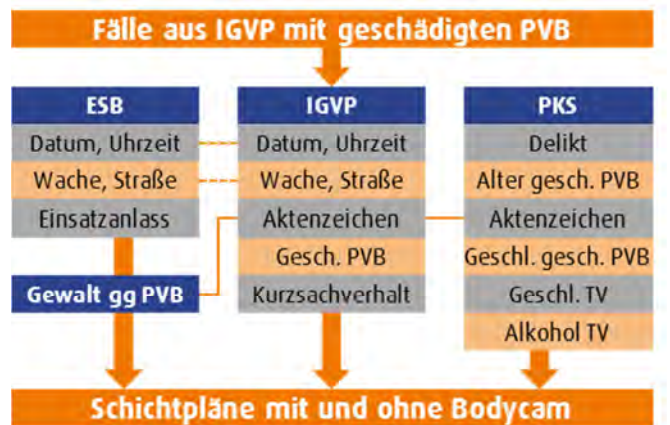 Fälle aus IGVP mit geschädigten PVB
ESB
Datum, Uhrzeit
Wache, Straße
Einsatzanlass
Gewalt gg PVB
IGVP
Datum, Uhrzeit
Wache, Straße
Aktenzeichen
Gesch. PVB
Kurzsachverhalt
PKS
Delikt
Alter gesch. PVB
Aktenzeichen
Geschl. gesch. PVB
Geschl. TV
Alkohol TV
Schichtpläne mit und ohne Bodycam